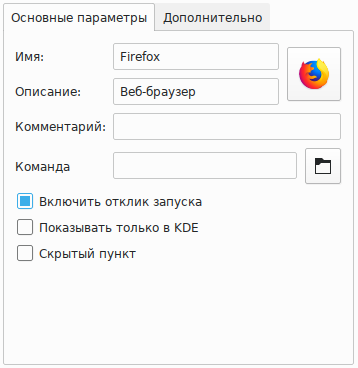 Основные параметры Дополнительно
Имя: Firefox
Описание: Веб-браузер
Комментарий:
Команда
Включить отклик запуска
Показывать только в KDE
Скрытый пункт